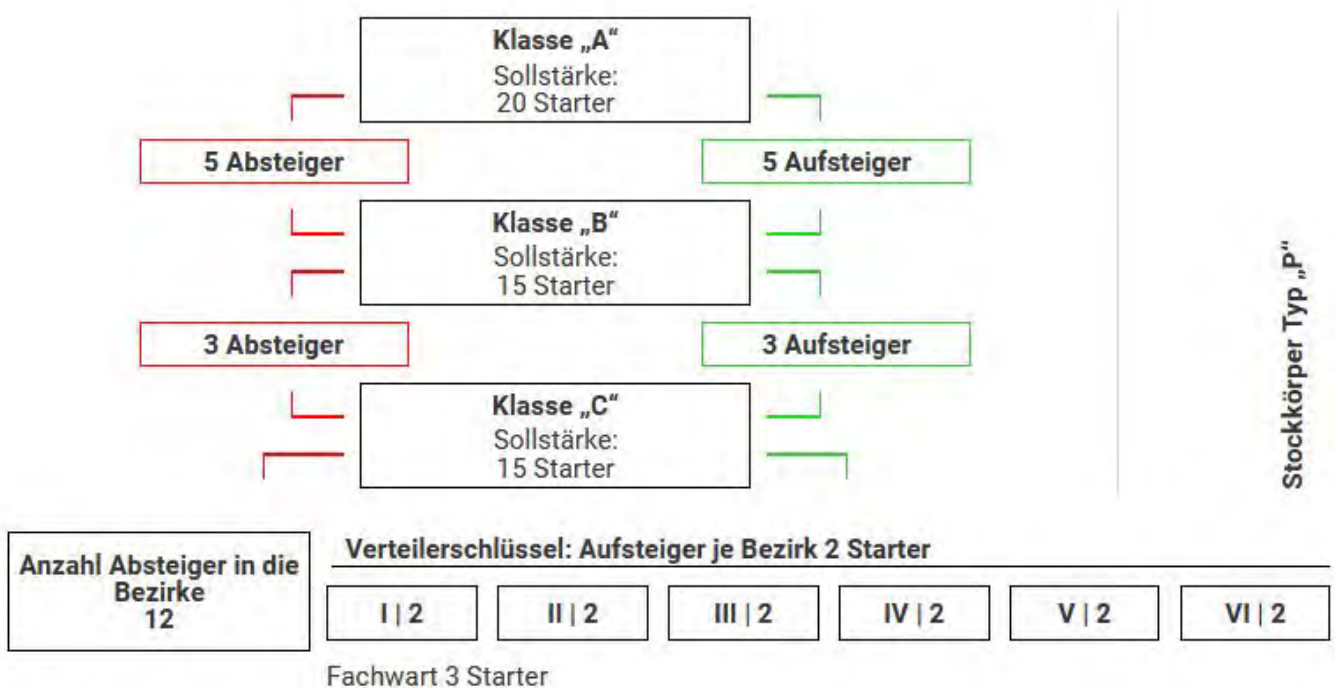 Klasse „A“
Sollstärke:
20 Starter
5 Absteiger
5 Aufsteiger
Klasse „B“
Sollstärke:
15 Starter
3 Absteiger
3 Aufsteiger
Klasse „C“
Sollstärke:
15 Starter
Stockkörper Typ „P“
Anzahl Absteiger in die
Bezirke
12
Verteilerschlüssel: Aufsteiger je Bezirk 2 Starter
I | 2
II | 2
III | 2
IV | 2
V | 2
VI | 2
Fachwart 3 Starter